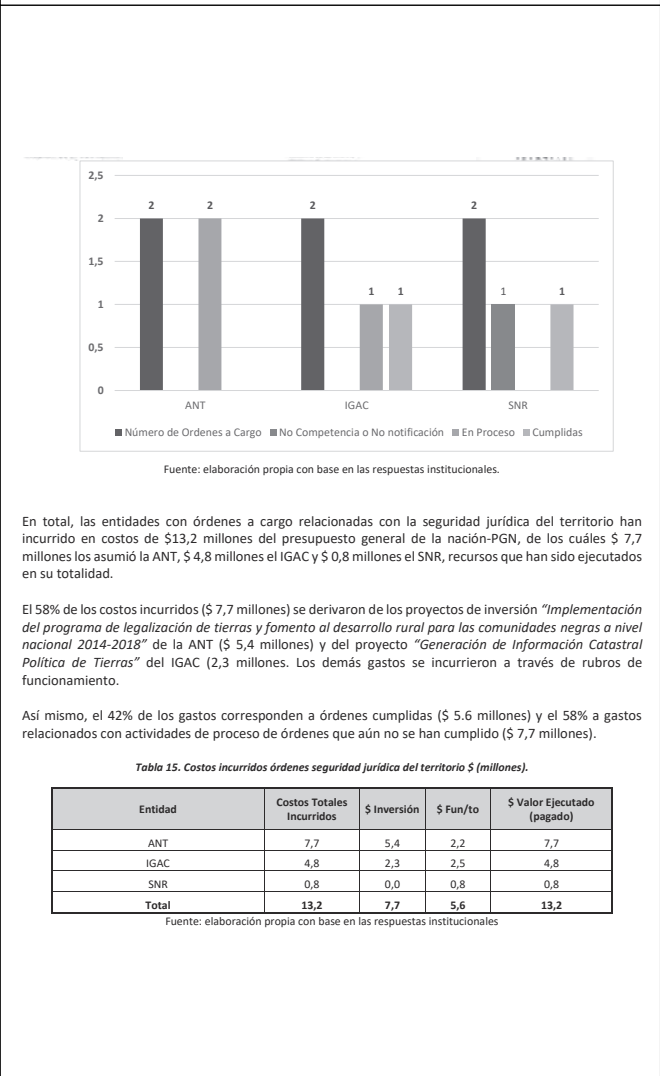 2,5
2 2 2 2
2
1,5
1 1 1 1
1
0,5
0
ANT IGAC SNR
Número de Ordenes a Cargo No Competencia o No notificación En Proceso Cumplidas
Fuente: elaboración propia con base en las respuestas institucionales.
En total, las entidades con órdenes a cargo relacionadas con la seguridad jurídica del territorio han
incurrido en costos de $13,2 millones del presupuesto general de la nación-PGN, de los cuáles $ 7,7
millones los asumió la ANT, $ 4,8 millones el IGAC y $ 0,8 millones el SNR, recursos que han sido ejecutados
en su totalidad.
El 58% de los costos incurridos ($ 7,7 millones) se derivaron de los proyectos de inversión “Implementación
del programa de legalización de tierras y fomento al desarrollo rural para las comunidades negras a nivel
nacional 2014-2018” de la ANT ($ 5,4 millones) y del proyecto “Generación de Información Catastral
Política de Tierras” del IGAC (2,3 millones. Los demás gastos se incurrieron a través de rubros de
funcionamiento.
Así mismo, el 42% de los gastos corresponden a órdenes cumplidas ($ 5.6 millones) y el 58% a gastos
relacionados con actividades de proceso de órdenes que aún no se han cumplido ($ 7,7 millones).
Tabla 15. Costos incurridos órdenes seguridad jurídica del territorio $ (millones).
Entidad Costos Totales Incurridos $ Inversión $ Fun/to $ Valor Ejecutado (pagado)
ANT 7,7 5,4 2,2 7,7
IGAC 4,8 2,3 2,5 4,8
SNR 0,8 0,0 0,8 0,8
Total 13,2 7,7 5,6 13,2
Fuente: elaboración propia con base en las respuestas institucionales